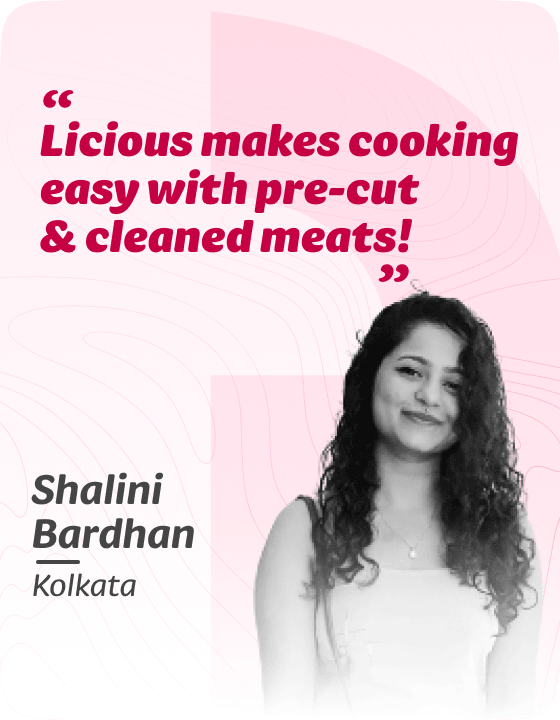 “
Licious makes cooking
easy with pre-cut
& cleaned meats!
”
Shalini
Bardhan
Kolkata